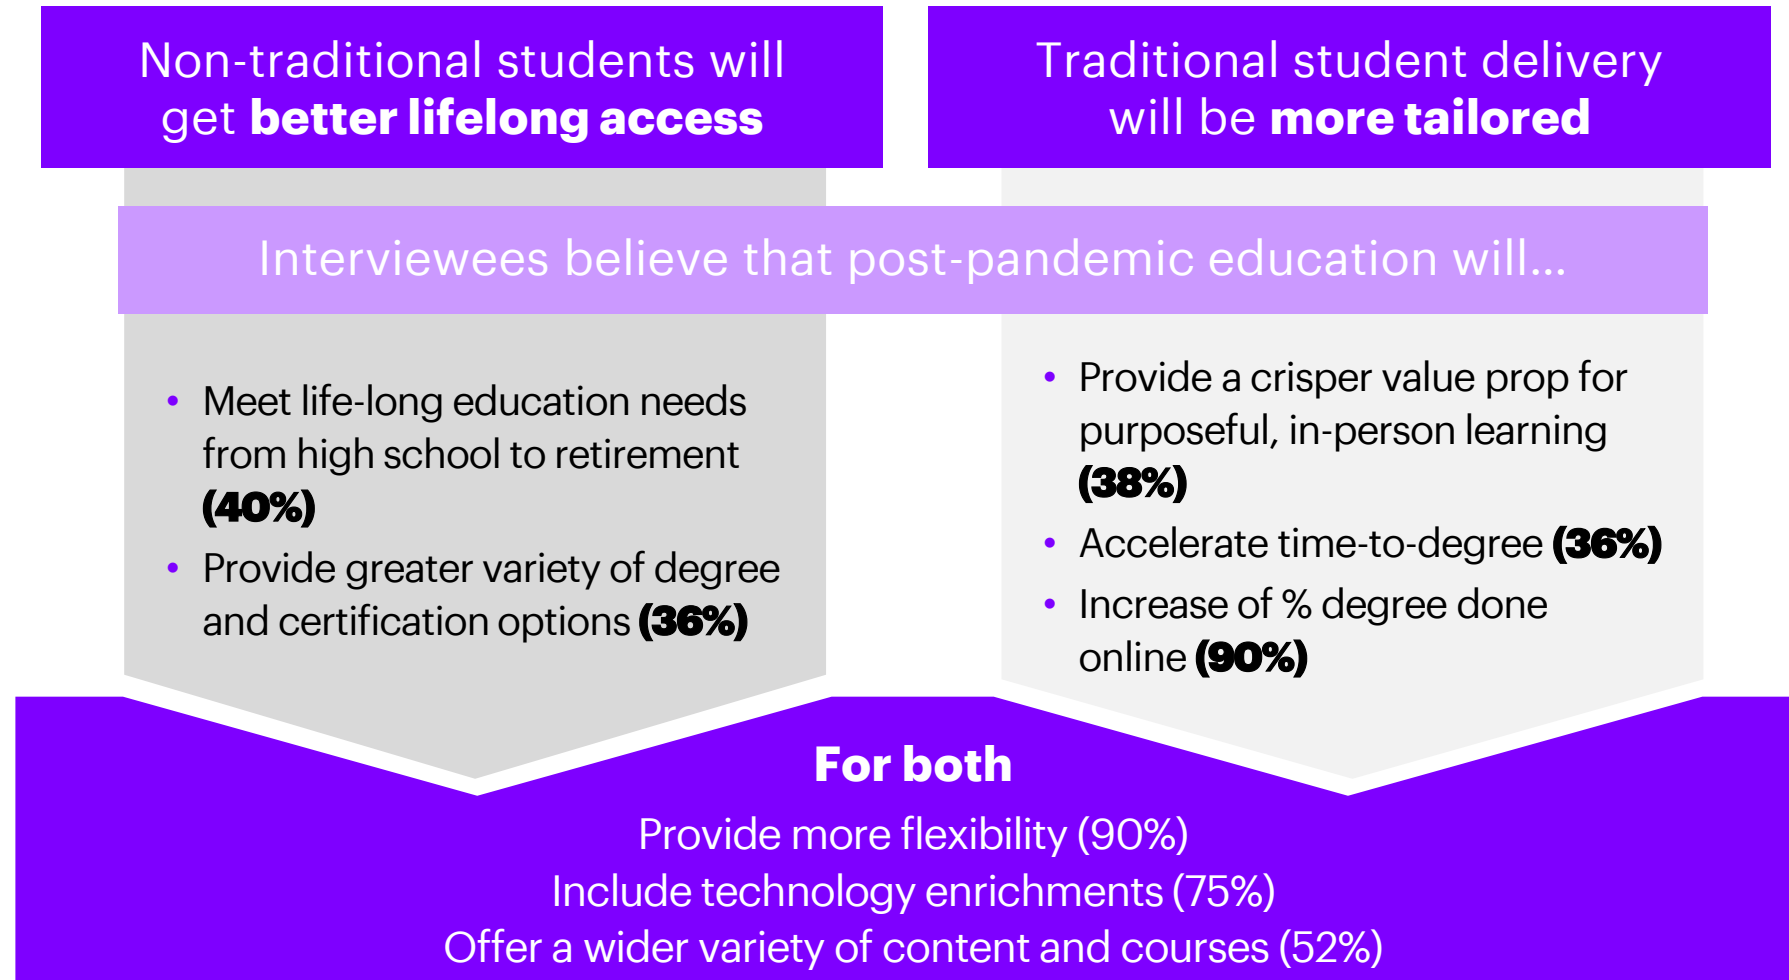 Non-traditional students will
get better lifelong access
Traditional student delivery
will be more tailored
Interviewees believe that post-pandemic education will...
• Meet life-long education needs
from high school to retirement
(40%)
• Provide greater variety of degree
and certification options (36%)
• Provide a crisper value prop for
purposeful, in-person learning
(38%)
• Accelerate time-to-degree (36%)
• Increase of % degree done
online (90%)
For both
Provide more flexibility (90%)
Include technology enrichments (75%)
Offer a wider variety of content and courses (52%)